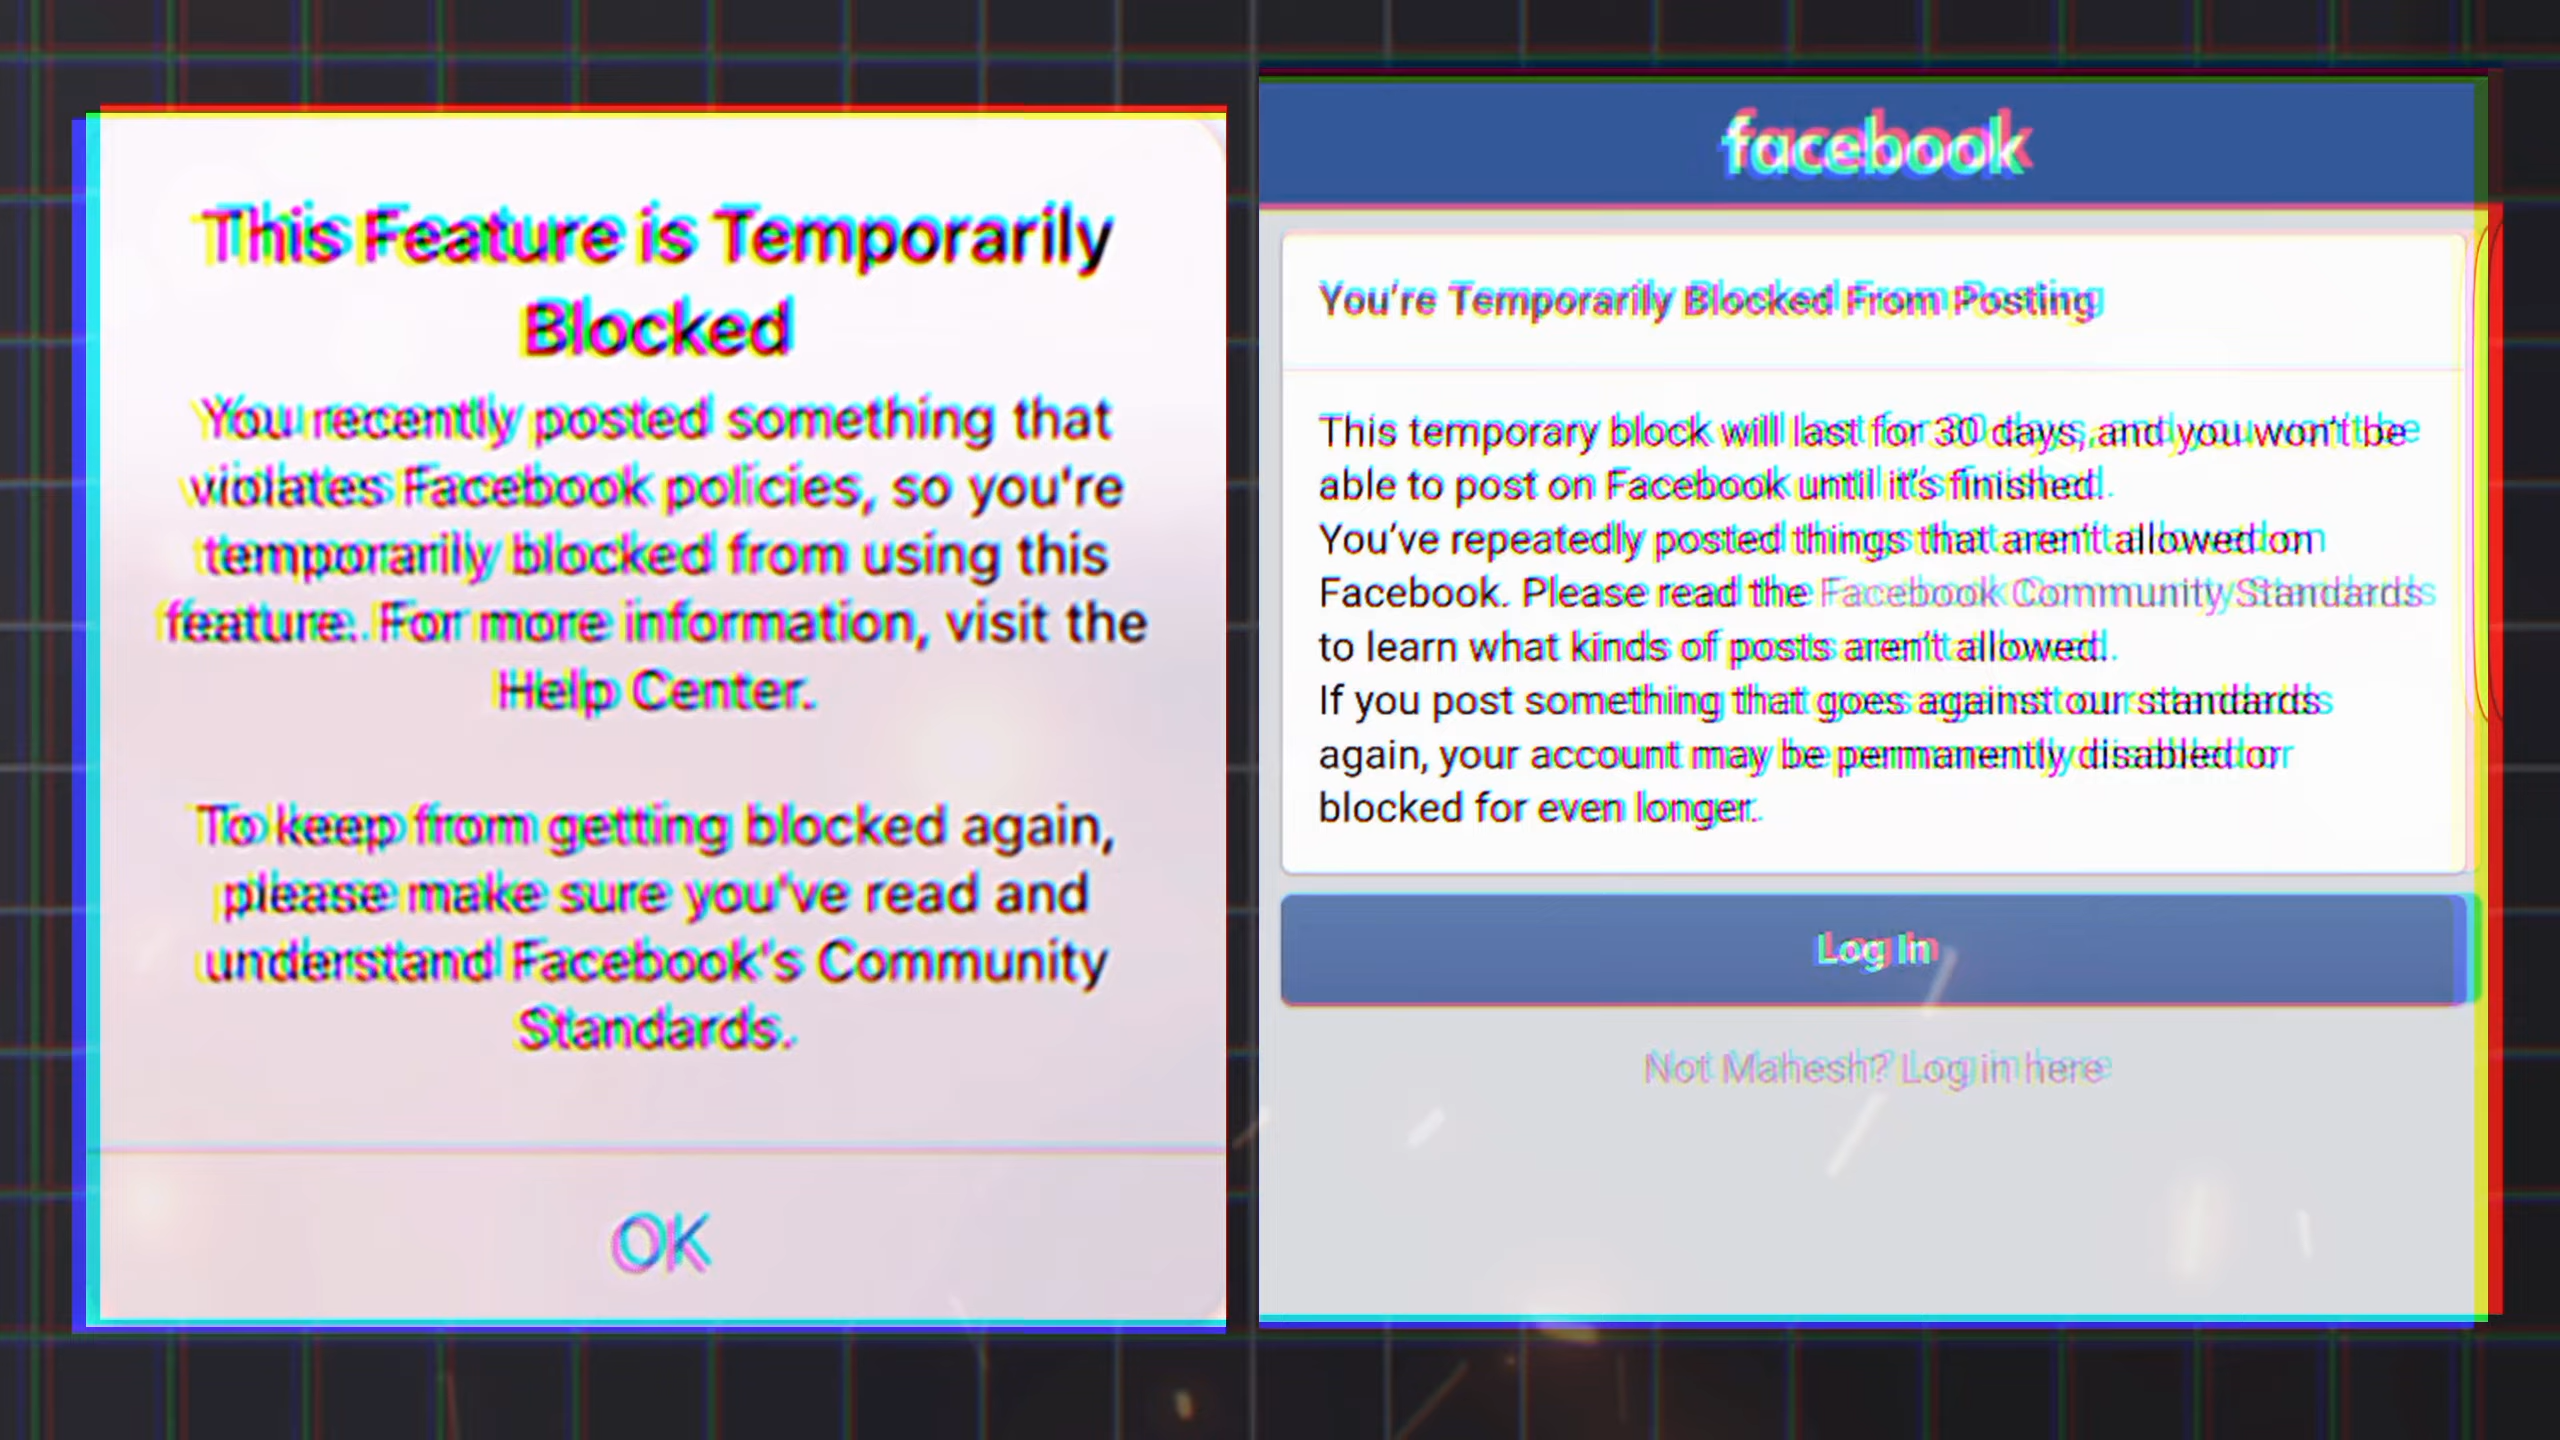 This Feature is Temporarily
Blocked
You recently posted something that
violates Facebook policies, so you're
temporarily blocked from using this
feature. For more information, visit the
Help Center.
To keep from getting blocked again,
please make sure you've read and
understand Facebook's Community
Standards.
OK
facebook
You’re Temporarily Blocked From Posting
This temporary block will last for 30 days, and you won’t be
able to post on Facebook until it’s finished.
You’ve repeatedly posted things that aren’t allowed on
Facebook. Please read the Facebook Community Standards
to learn what kinds of posts aren’t allowed.
If you post something that goes against our standards
again, your account may be permanently disabled or
blocked for even longer.
Log In
Not Mahesh? Log in here